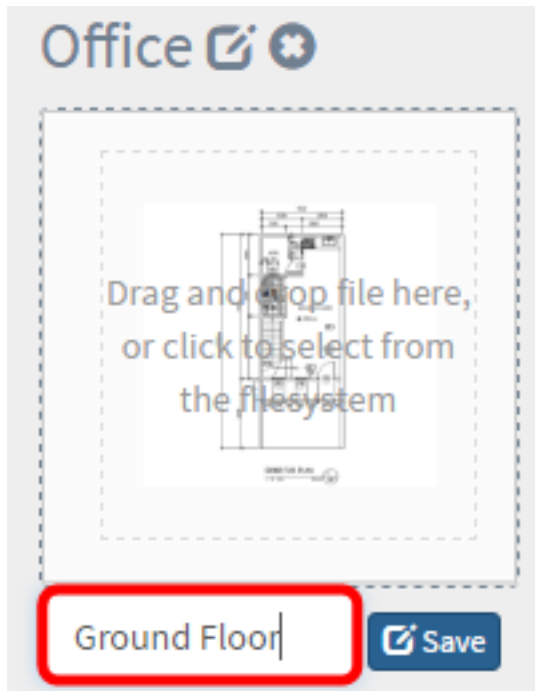 Office
Drag and drop file here,
or click to select from
the filesystem
Ground Floor
Save